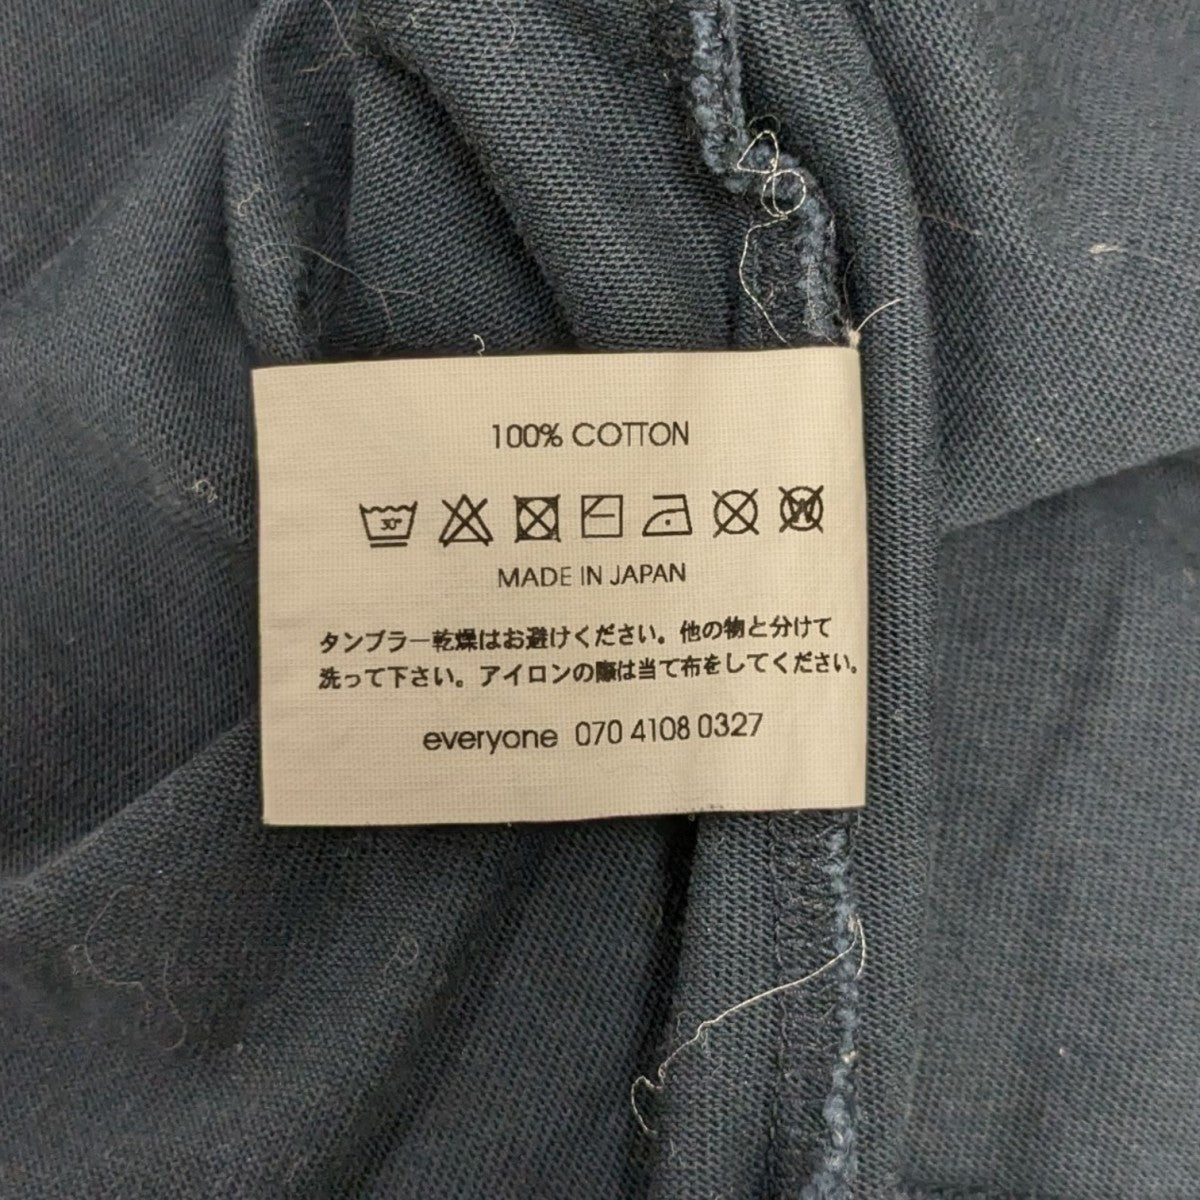 100% COTTON
30°
W
MADE IN JAPAN
タンブラー乾燥はお避けください。他の物と分けて
洗って下さい。アイロンの際は当て布をしてください。
everyone 070 4108 0327